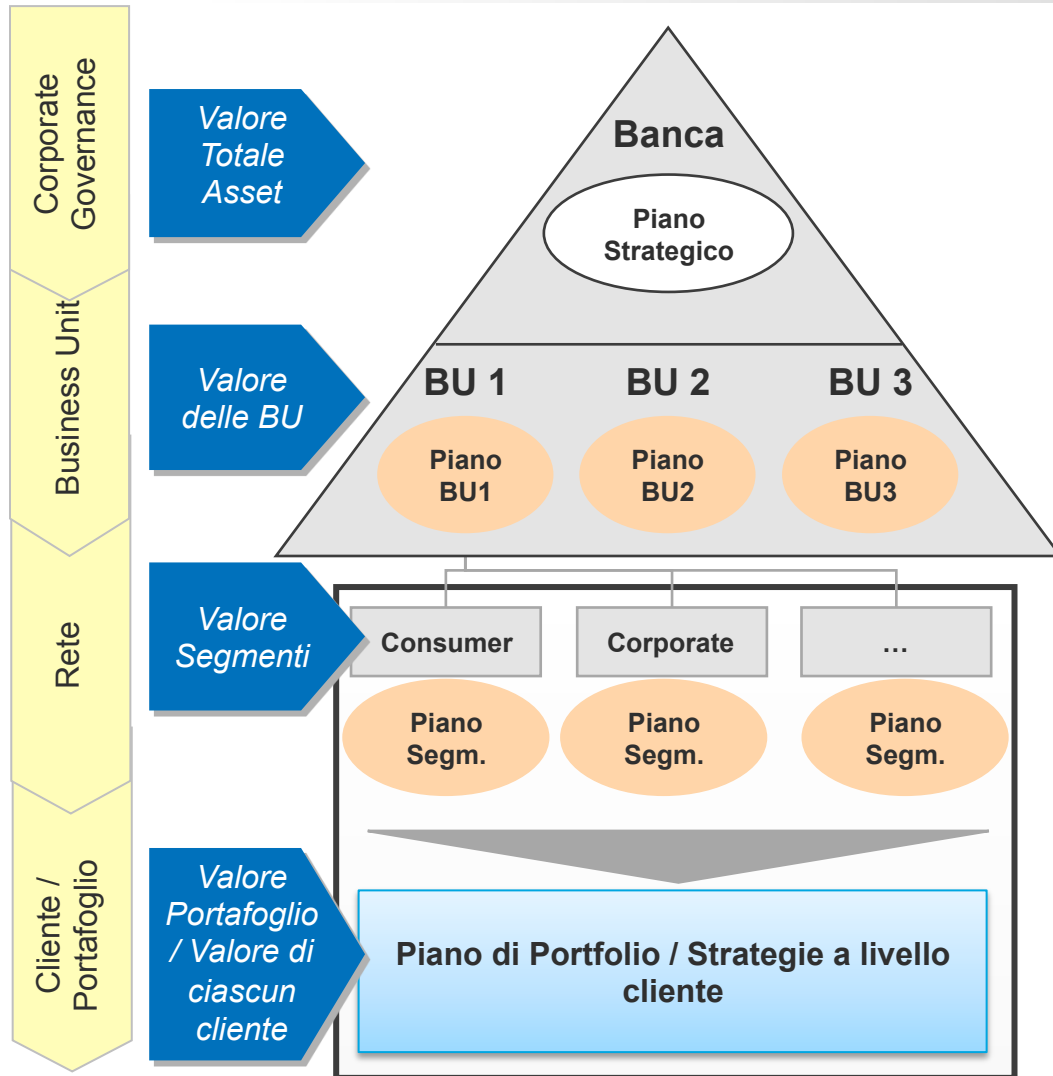 Corporate
Governance
Valore
Totale
Asset
Banca
Piano
Strategico
Business Unit
Valore
delle BU
BU 1
BU 2
BU 3
Piano
BU1
Piano
BU2
Piano
BU3
Rete
Valore
Segmenti
Consumer
Corporate
…
Piano
Segm.
Piano
Segm.
Piano
Segm.
Cliente /
Portafoglio
Valore
Portafoglio
/ Valore di
ciascun
cliente
Piano di Portfolio / Strategie a livello
cliente